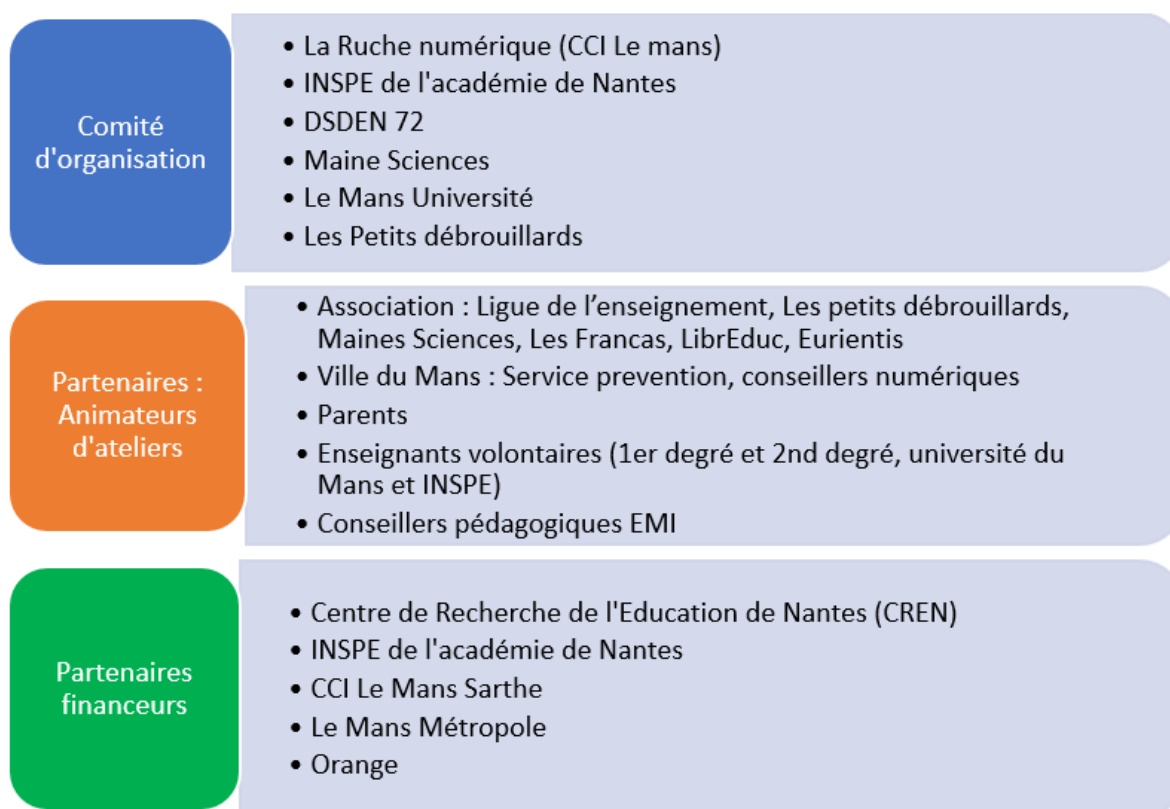 Comité
d'organisation
• La Ruche numérique (CCI Le mans)
• INSPE de l'académie de Nantes
• DSDEN 72
• Maine Sciences
• Le Mans Université
• Les Petits débrouillards
Partenaires :
Animateurs
d'ateliers
• Association : Ligue de l’enseignement, Les petits débrouillards,
Maines Sciences, Les Francas, LibrEduc, Eurientis
• Ville du Mans : Service prevention, conseillers numériques
• Parents
• Enseignants volontaires (1er degré et 2nd degré, université du
Mans et INSPE)
• Conseillers pédagogiques EMI
Partenaires
financeurs
• Centre de Recherche de l'Education de Nantes (CREN)
• INSPE de l'académie de Nantes
• CCI Le Mans Sarthe
• Le Mans Métropole
• Orange